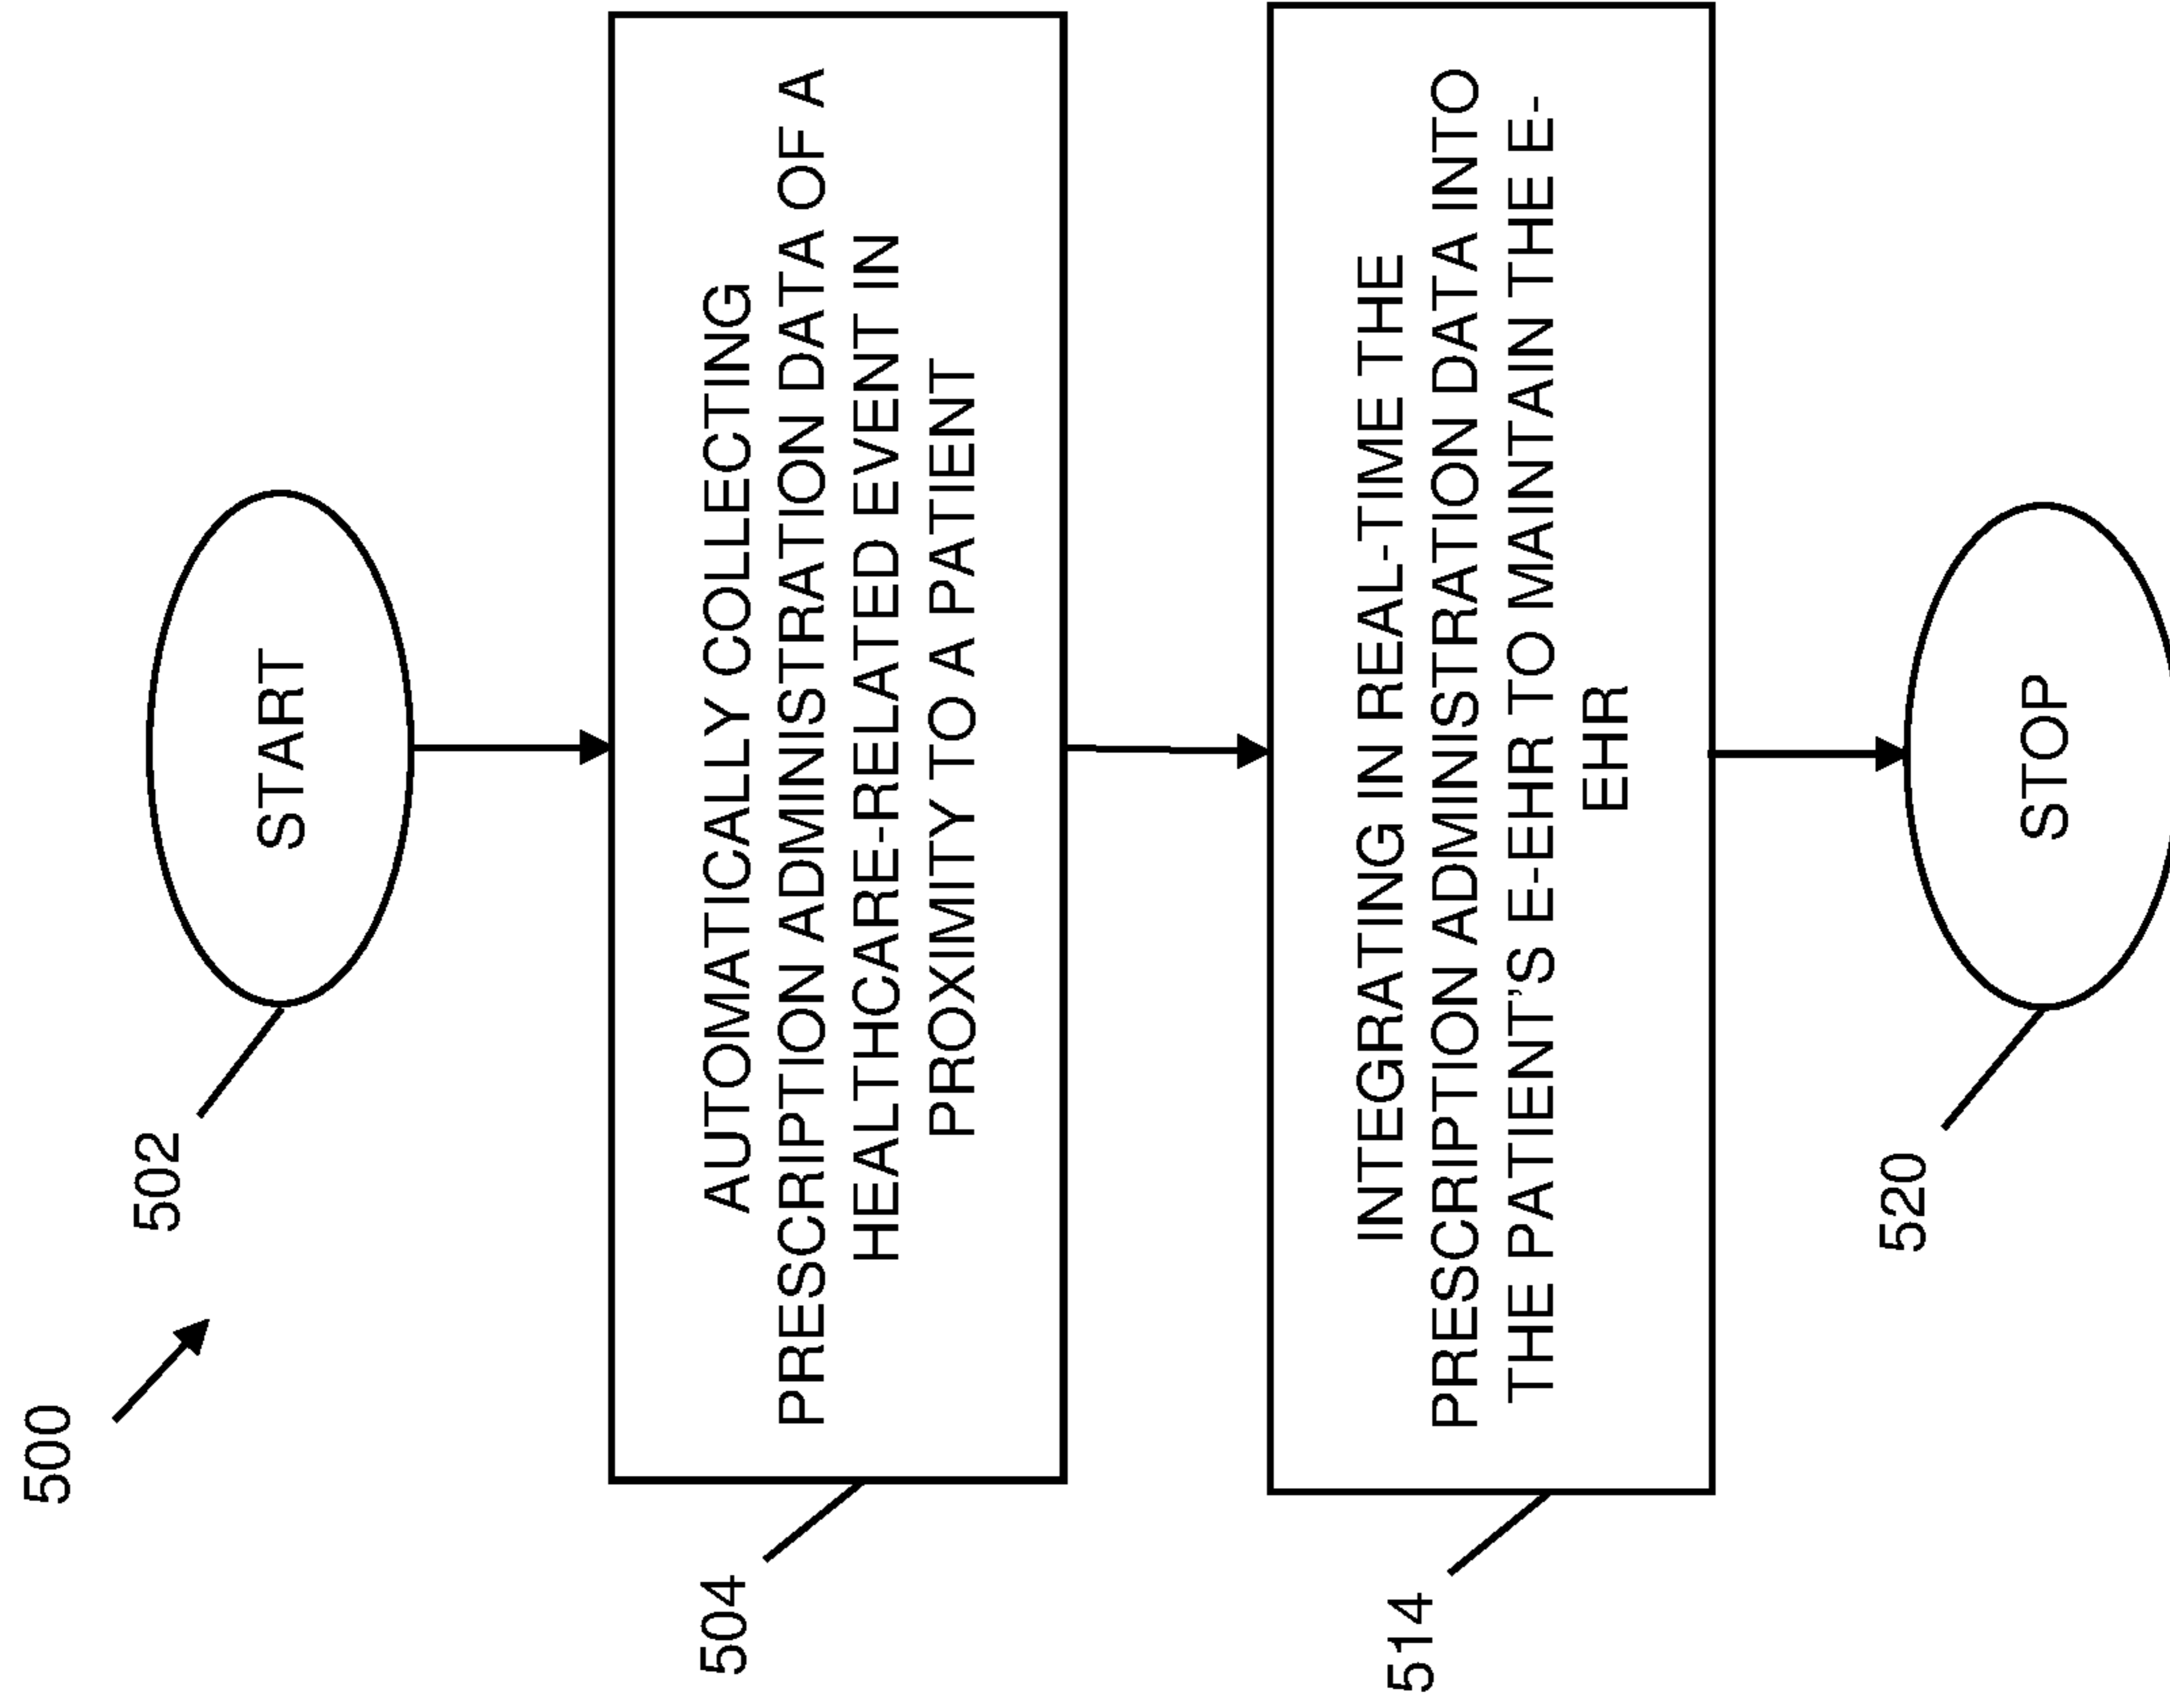 500
502
START
504
AUTOMATICALLY COLLECTING
PRESCRIPTION ADMINISTRATION DATA OF A
HEALTHCARE-RELATED EVENT IN
PROXIMITY TO A PATIENT
514
INTEGRATING IN REAL-TIME THE
PRESCRIPTION ADMINISTRATION DATA INTO
THE PATIENT'S E-EHR TO MAINTAIN THE E-
EHR
520
STOP